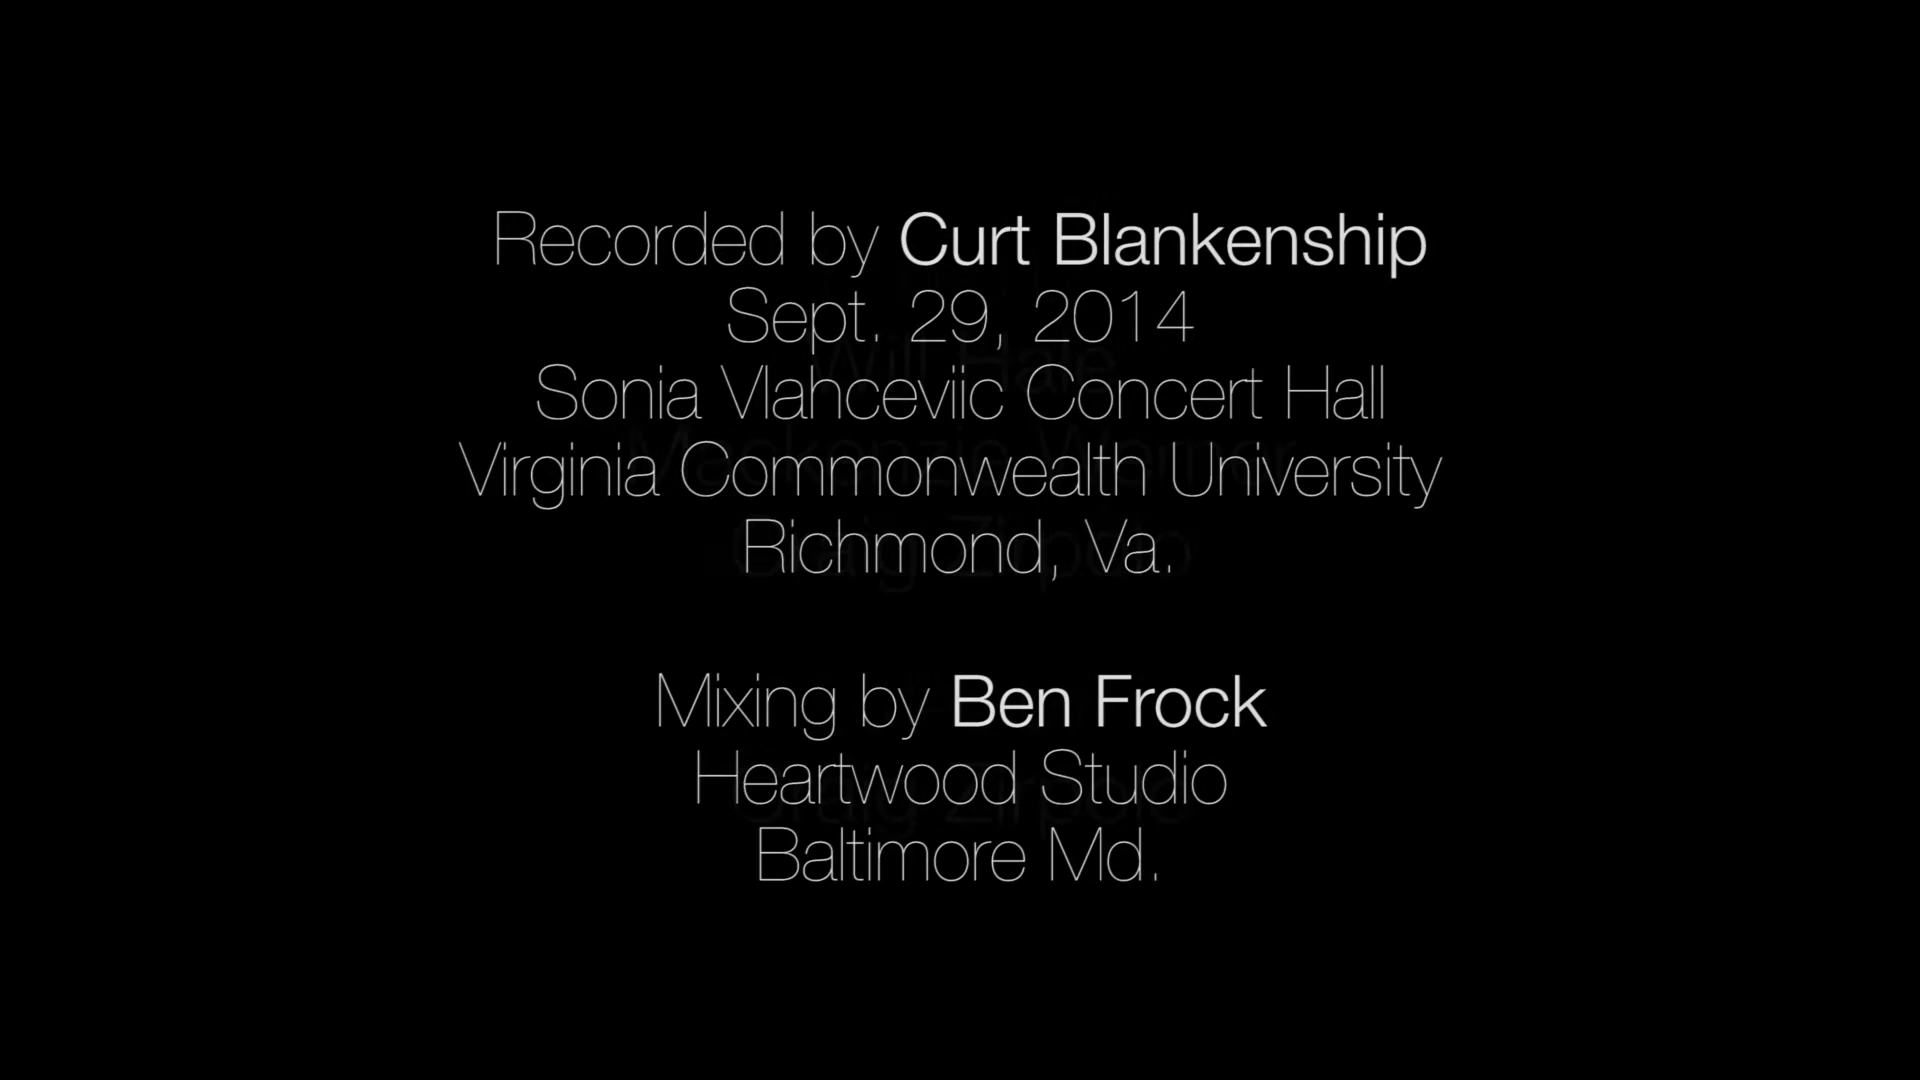 Recorded by Curt Blankenship
Sept. 29, 2014
Sonia Vlahceviic Concert Hall
Virginia Commonwealth University
Richmond, Va.
Mixing by Ben Frock
Heartwood Studio
Baltimore Md.